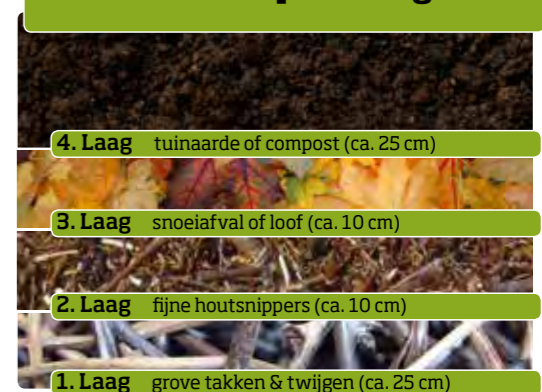 4. Laag tuinaarde of compost (ca. 25 cm)
3. Laag snoeiafval of loof (ca. 10 cm)
2. Laag fijne houtsnippers (ca. 10 cm)
1. Laag grove takken & twijgen (ca. 25 cm)